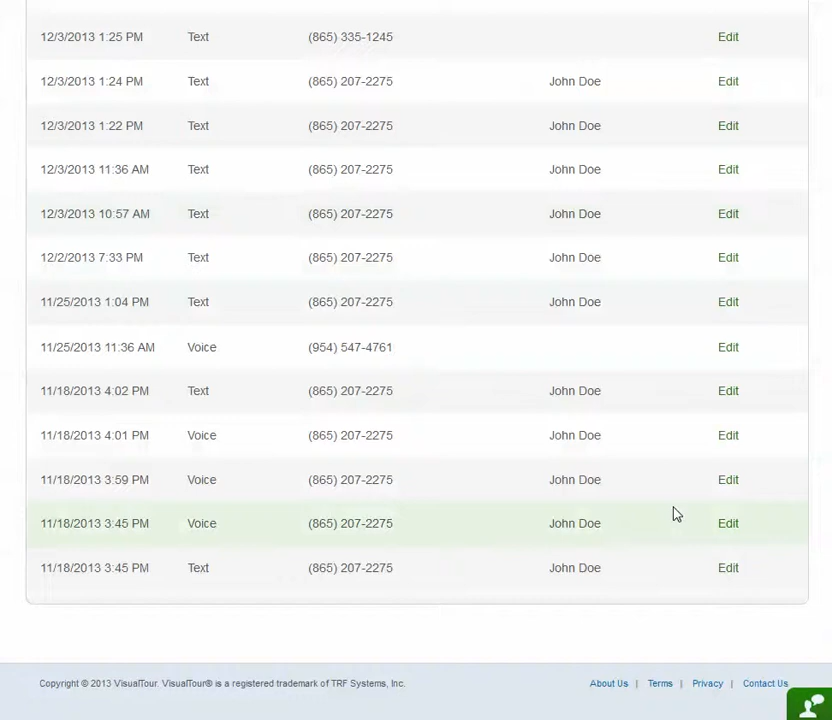 12/3/2013 1:25 PM Text (865) 335-1245 Edit
12/3/2013 1:24 PM Text (865) 207-2275 John Doe Edit
12/3/2013 1:22 PM Text (865) 207-2275 John Doe Edit
12/3/2013 11:36 AM Text (865) 207-2275 John Doe Edit
12/3/2013 10:57 AM Text (865) 207-2275 John Doe Edit
12/2/2013 7:33 PM Text (865) 207-2275 John Doe Edit
11/25/2013 1:04 PM Text (865) 207-2275 John Doe Edit
11/25/2013 11:36 AM Voice (954) 547-4761 Edit
11/18/2013 4:02 PM Text (865) 207-2275 John Doe Edit
11/18/2013 4:01 PM Voice (865) 207-2275 John Doe Edit
11/18/2013 3:59 PM Voice (865) 207-2275 John Doe Edit
11/18/2013 3:45 PM Voice (865) 207-2275 John Doe Edit
11/18/2013 3:45 PM Text (865) 207-2275 John Doe Edit
Copyright © 2013 VisualTour. VisualTour® is a registered trademark of TRF Systems, Inc. About Us | Terms | Privacy | Contact Us